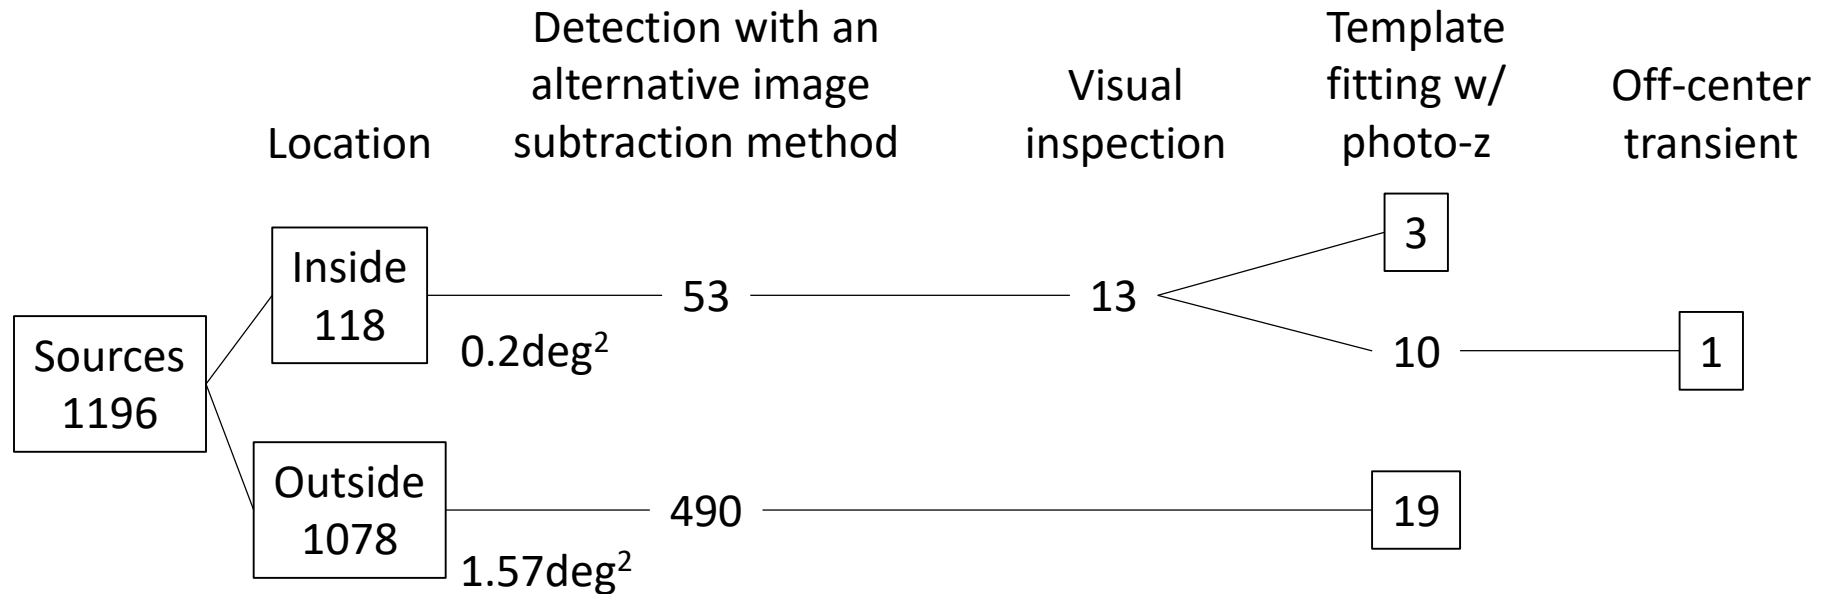 Location
Detection with an
alternative image
subtraction method
Visual
inspection
Template
fitting w/
photo-z
Off-center
transient
Sources
1196
Inside
118
0.2deg²
53
13
3
10
1
Outside
1078
1.57deg²
490
19